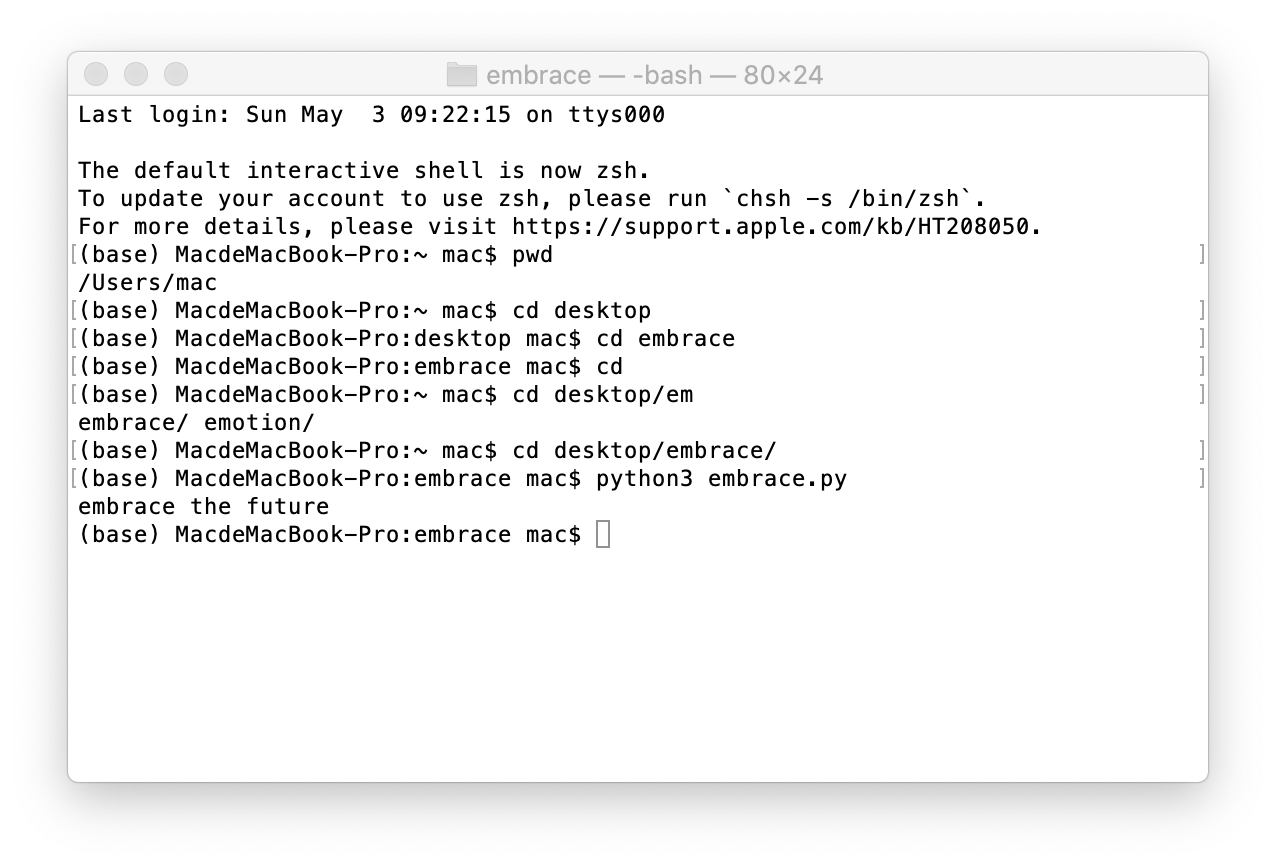 embrace — -bash — 80×24
Last login: Sun May  3 09:22:15 on ttys000
The default interactive shell is now zsh.
To update your account to use zsh, please run `chsh -s /bin/zsh`.
For more details, please visit https://support.apple.com/kb/HT208050.
[(base) MacdeMacBook-Pro:~ mac$ pwd ]
/Users/mac
[(base) MacdeMacBook-Pro:~ mac$ cd desktop ]
[(base) MacdeMacBook-Pro:desktop mac$ cd embrace ]
[(base) MacdeMacBook-Pro:embrace mac$ cd ]
[(base) MacdeMacBook-Pro:~ mac$ cd desktop/em ]
embrace/ emotion/
[(base) MacdeMacBook-Pro:~ mac$ cd desktop/embrace/ ]
[(base) MacdeMacBook-Pro:embrace mac$ python3 embrace.py ]
embrace the future
(base) MacdeMacBook-Pro:embrace mac$